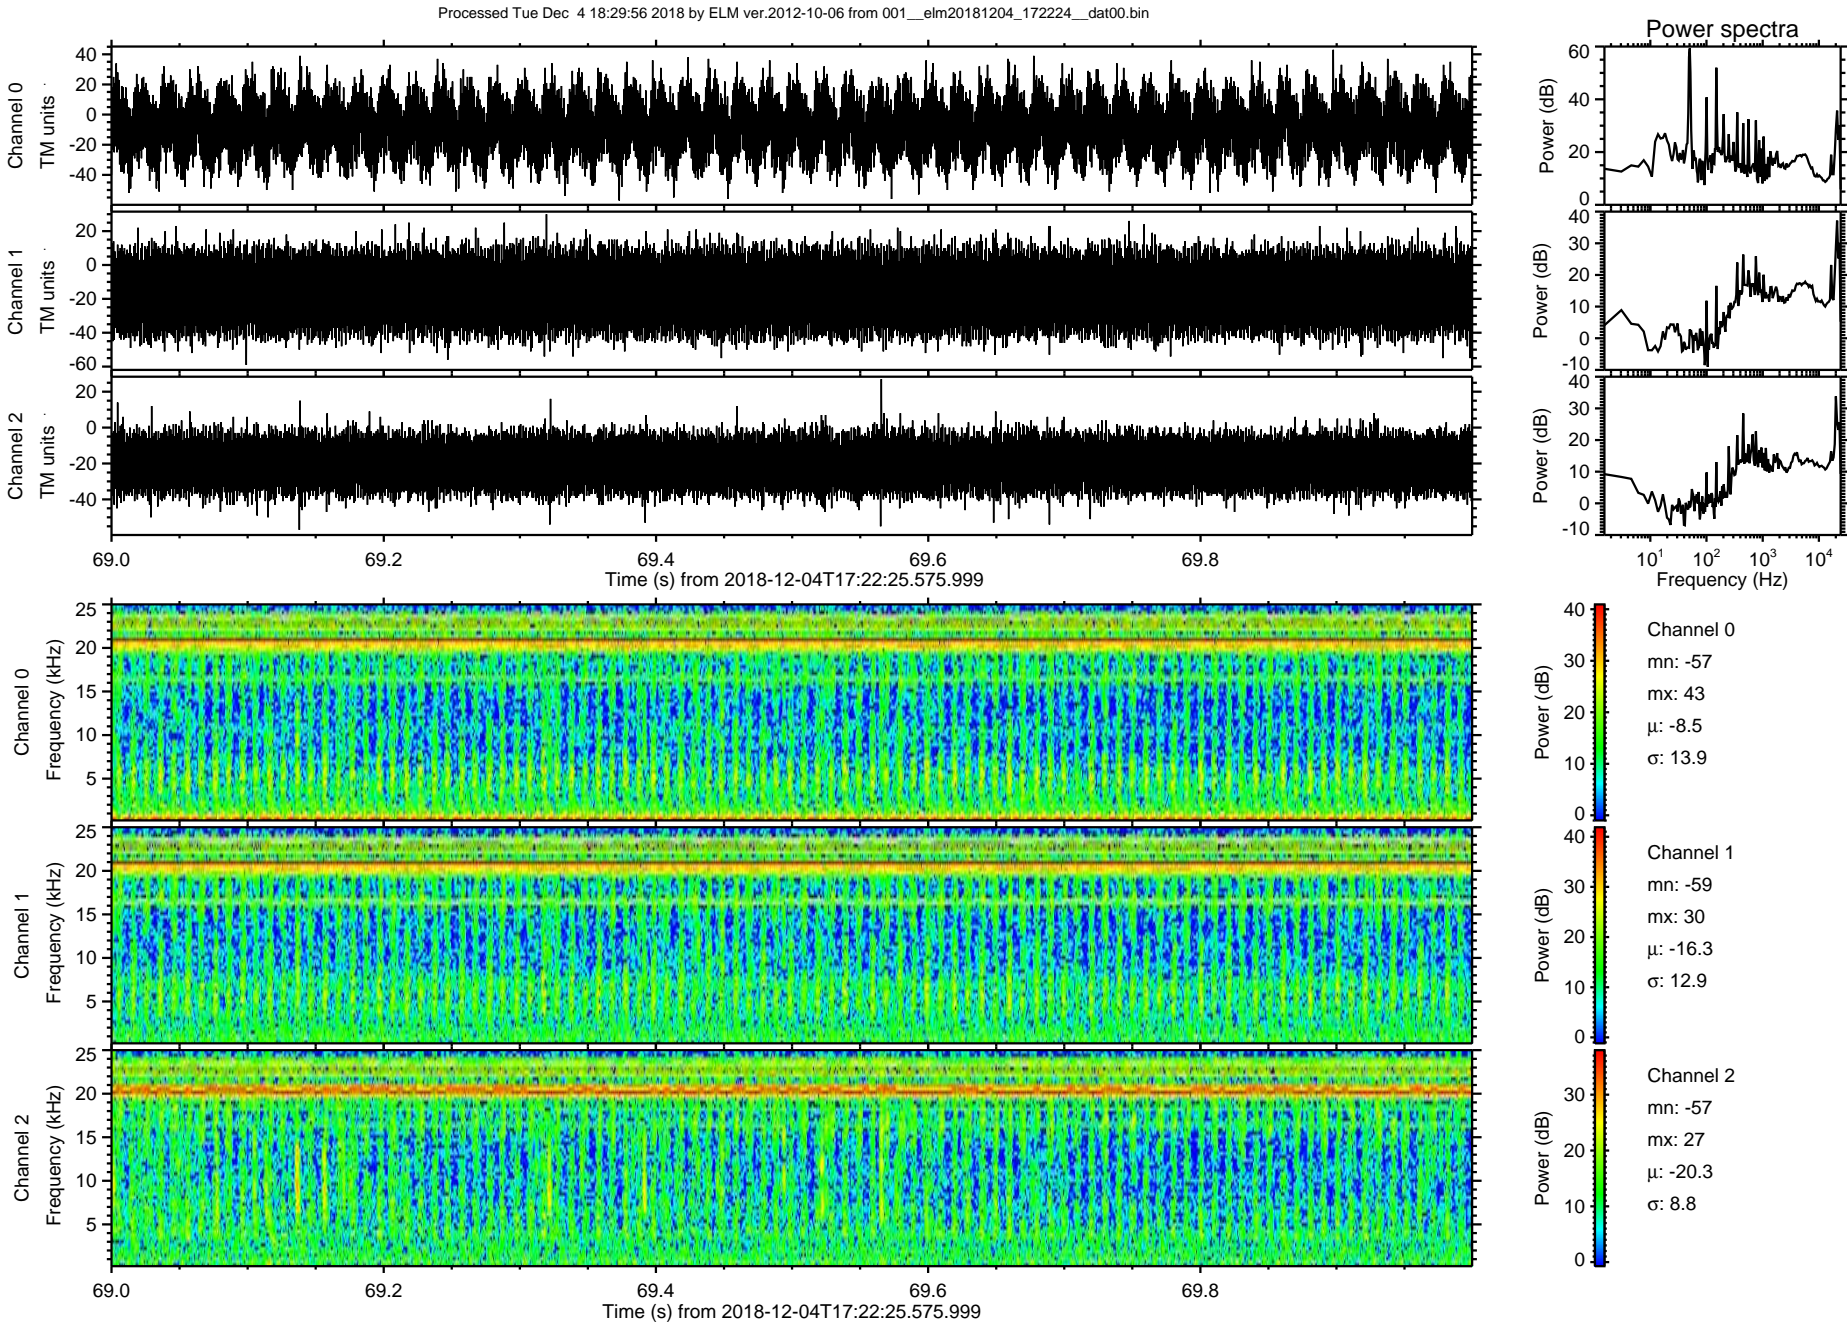 Processed Tue Dec  4 18:29:56 2018 by ELM ver.2012-10-06 from 001__elm20181204_172224__dat00.bin
Power spectra
Channel 0
TM units
40
20
0
-20
-40
Power (dB)
60
40
20
0
Channel 1
TM units
20
0
-20
-40
-60
Power (dB)
40
30
20
10
0
-10
Channel 2
TM units
20
0
-20
-40
Power (dB)
40
30
20
10
0
-10
69.0 69.2 69.4 69.6 69.8
Time (s) from 2018-12-04T17:22:25.575.999
10^1 10^2 10^3 10^4
Frequency (Hz)
Channel 0
Frequency (kHz)
25
20
15
10
5
Power (dB)
40
30
20
10
0
Channel 0
mn: -57
mx: 43
μ: -8.5
σ: 13.9
Channel 1
Frequency (kHz)
25
20
15
10
5
Power (dB)
40
30
20
10
0
Channel 1
mn: -59
mx: 30
μ: -16.3
σ: 12.9
Channel 2
Frequency (kHz)
25
20
15
10
5
Power (dB)
30
20
10
0
Channel 2
mn: -57
mx: 27
μ: -20.3
σ: 8.8
69.0 69.2 69.4 69.6 69.8
Time (s) from 2018-12-04T17:22:25.575.999